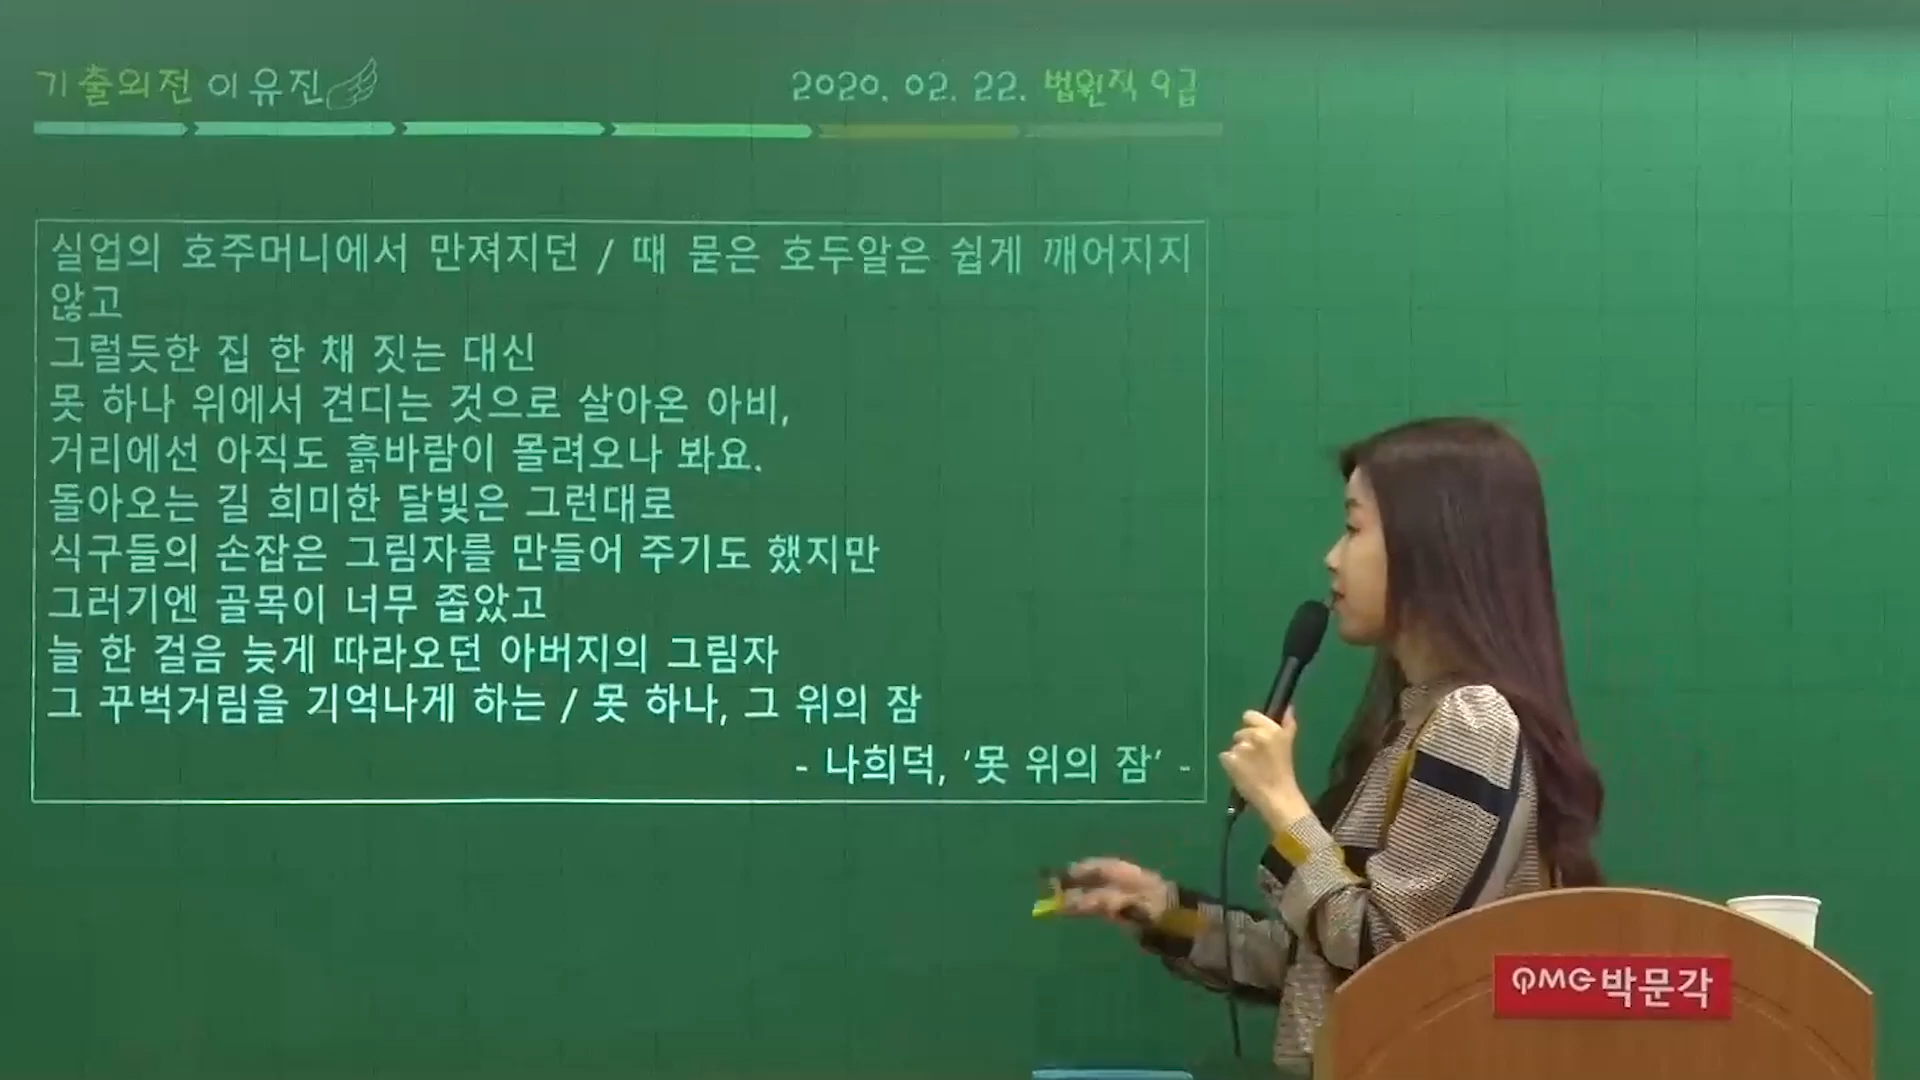 기출외전 이유진
2020. 02. 22. 법원직 9급
실업의 호주머니에서 만져지던 / 때 묻은 호두알은 쉽게 깨어지지
않고
그럴듯한 집 한 채 짓는 대신
못 하나 위에서 견디는 것으로 살아온 아비,
거리에선 아직도 흙바람이 몰려오나 봐요.
돌아오는 길 희미한 달빛은 그런대로
식구들의 손잡은 그림자를 만들어 주기도 했지만
그러기엔 골목이 너무 좁았고
늘 한 걸음 늦게 따라오던 아버지의 그림자
그 꾸벅거림을 기억나게 하는 / 못 하나, 그 위의 잠
- 나희덕, ‘못 위의 잠’ -
PMG 박문각